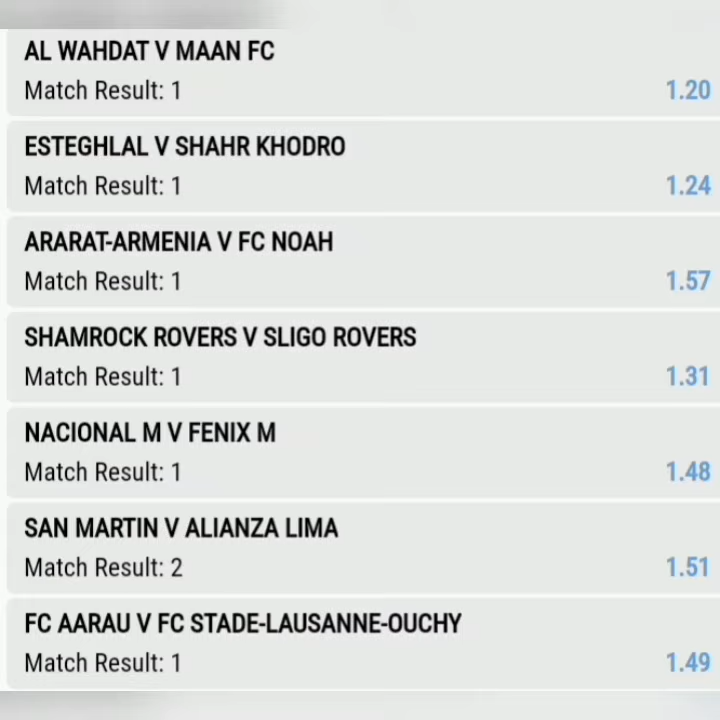 AL WAHDAT V MAAN FC
Match Result: 1 1.20
ESTEGHLAL V SHAHR KHODRO
Match Result: 1 1.24
ARARAT-ARMENIA V FC NOAH
Match Result: 1 1.57
SHAMROCK ROVERS V SLIGO ROVERS
Match Result: 1 1.31
NACIONAL M V FENIX M
Match Result: 1 1.48
SAN MARTIN V ALIANZA LIMA
Match Result: 2 1.51
FC AARAU V FC STADE-LAUSANNE-OUCHY
Match Result: 1 1.49